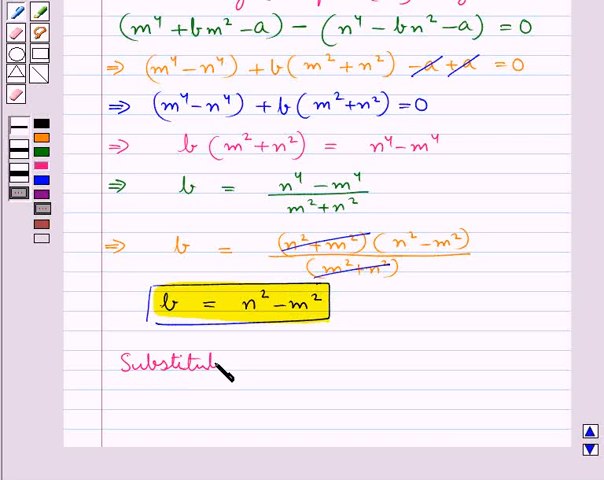 (m⁴ + bm² - a) - (n⁴ - bn² - a) = 0
⇒ (m⁴ - n⁴) + b(m² + n²) - a + a = 0
⇒ (m⁴ - n⁴) + b(m² + n²) = 0
⇒ b(m² + n²) = n⁴ - m⁴
⇒ b = n⁴ - m⁴ / m² + n²
⇒ b = (n² + m²)(n² - m²) / (m² + n²)
b = n² - m²
Substitut